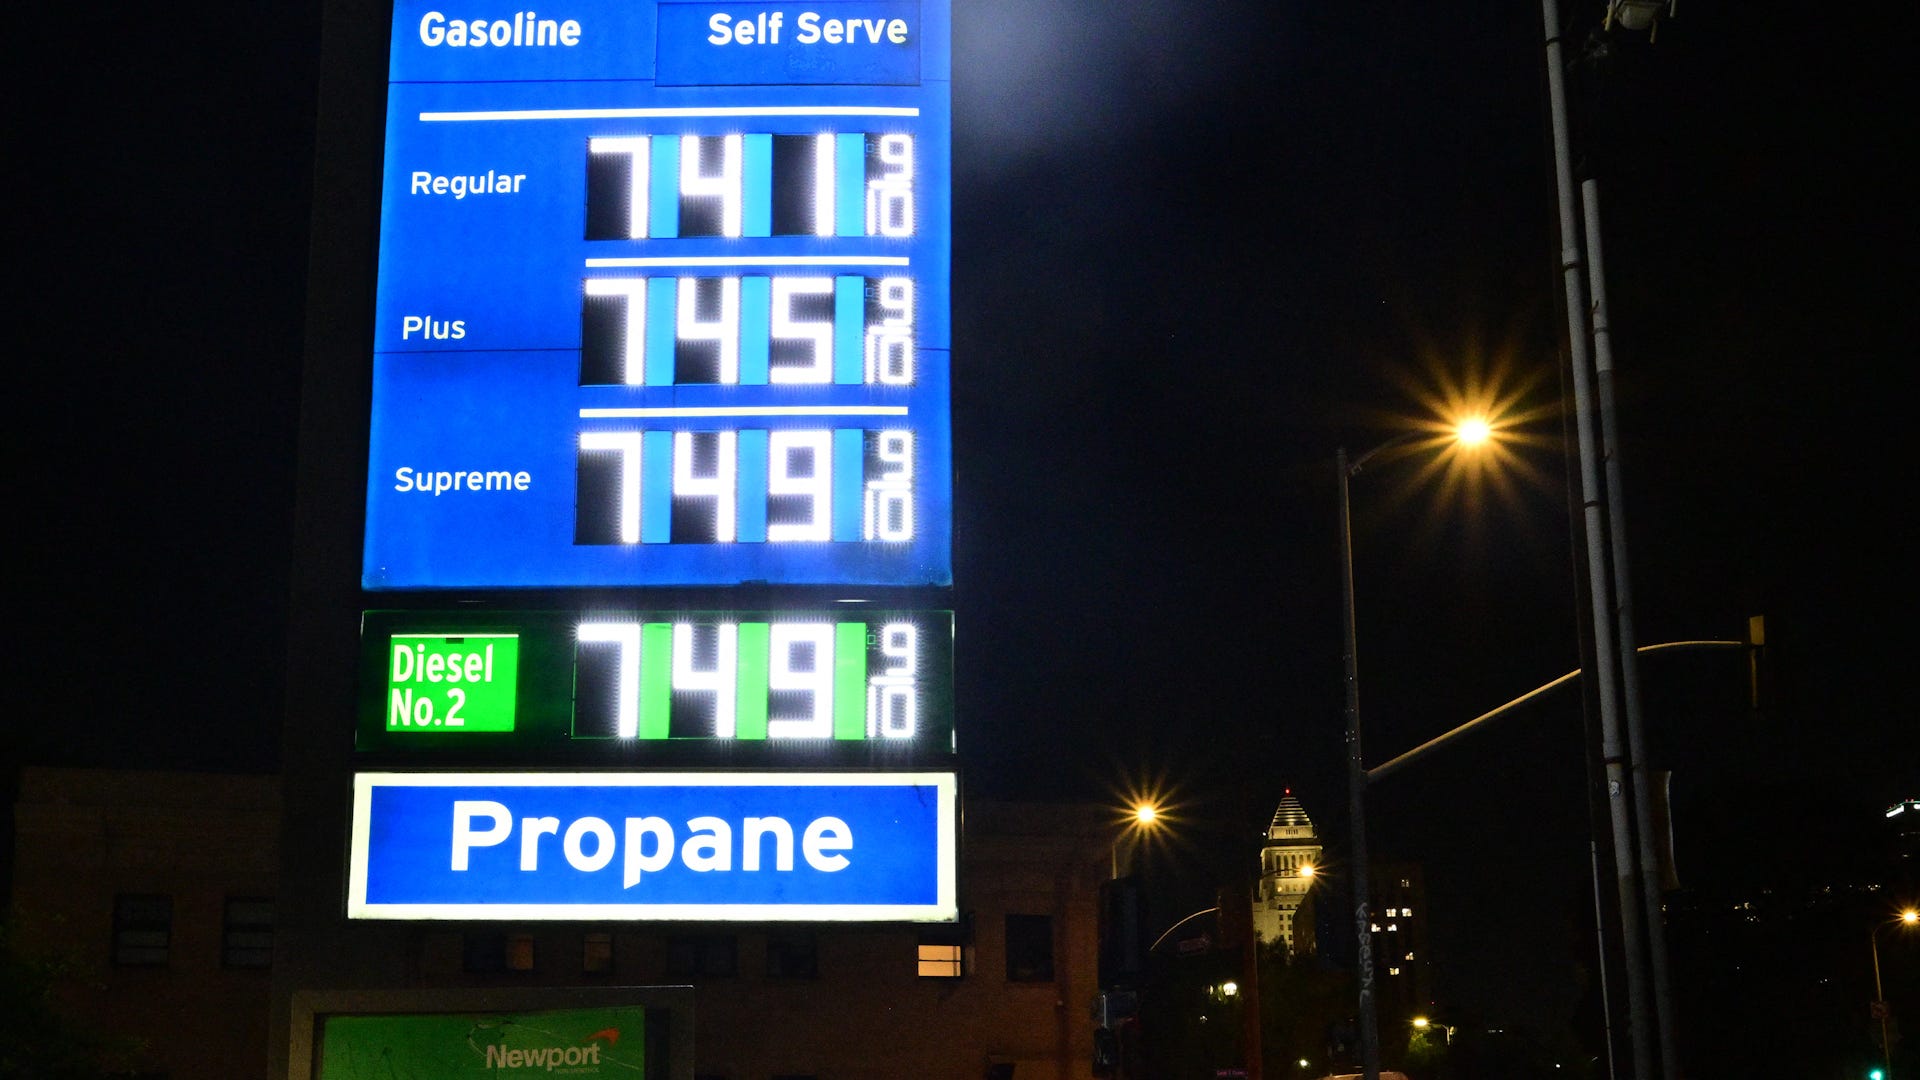 Gasoline Self Serve
Regular 741 9/10
Plus 745 9/10
Supreme 749 9/10
Diesel
No.2
749 9/10
Propane
Newport